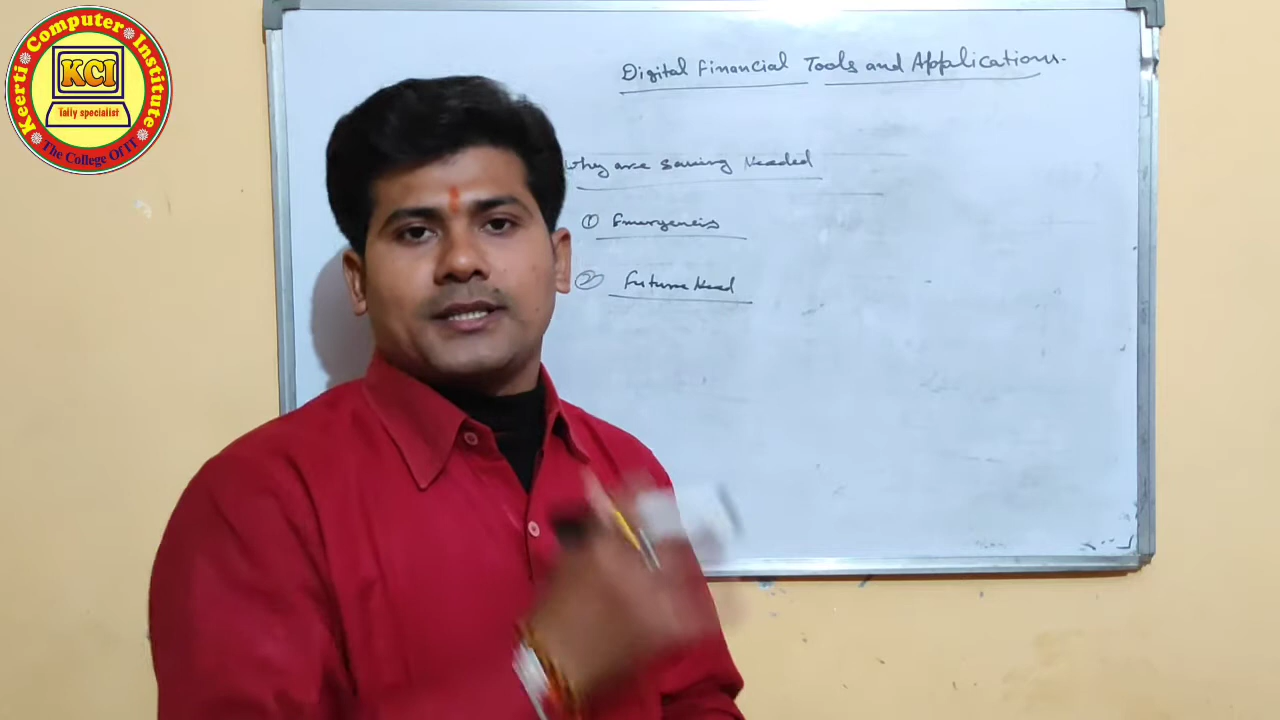 Keerti Computer Institute
KCI
Tally specialist
The College Of IT
Digital Financial Tools and Applications.
Why are saving Needed
① Emergencis
② Future Need